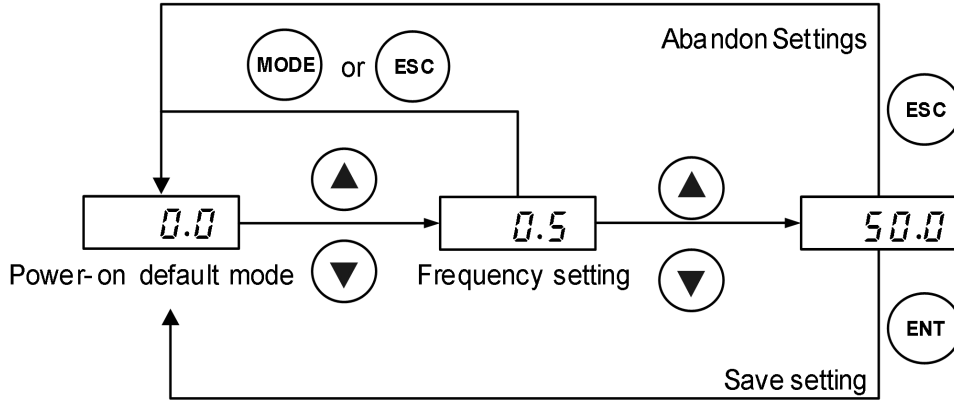 Abandon Settings
MODE or ESC
ESC
0.0
0.5
50.0
Power-on default mode
Frequency setting
ENT
Save setting